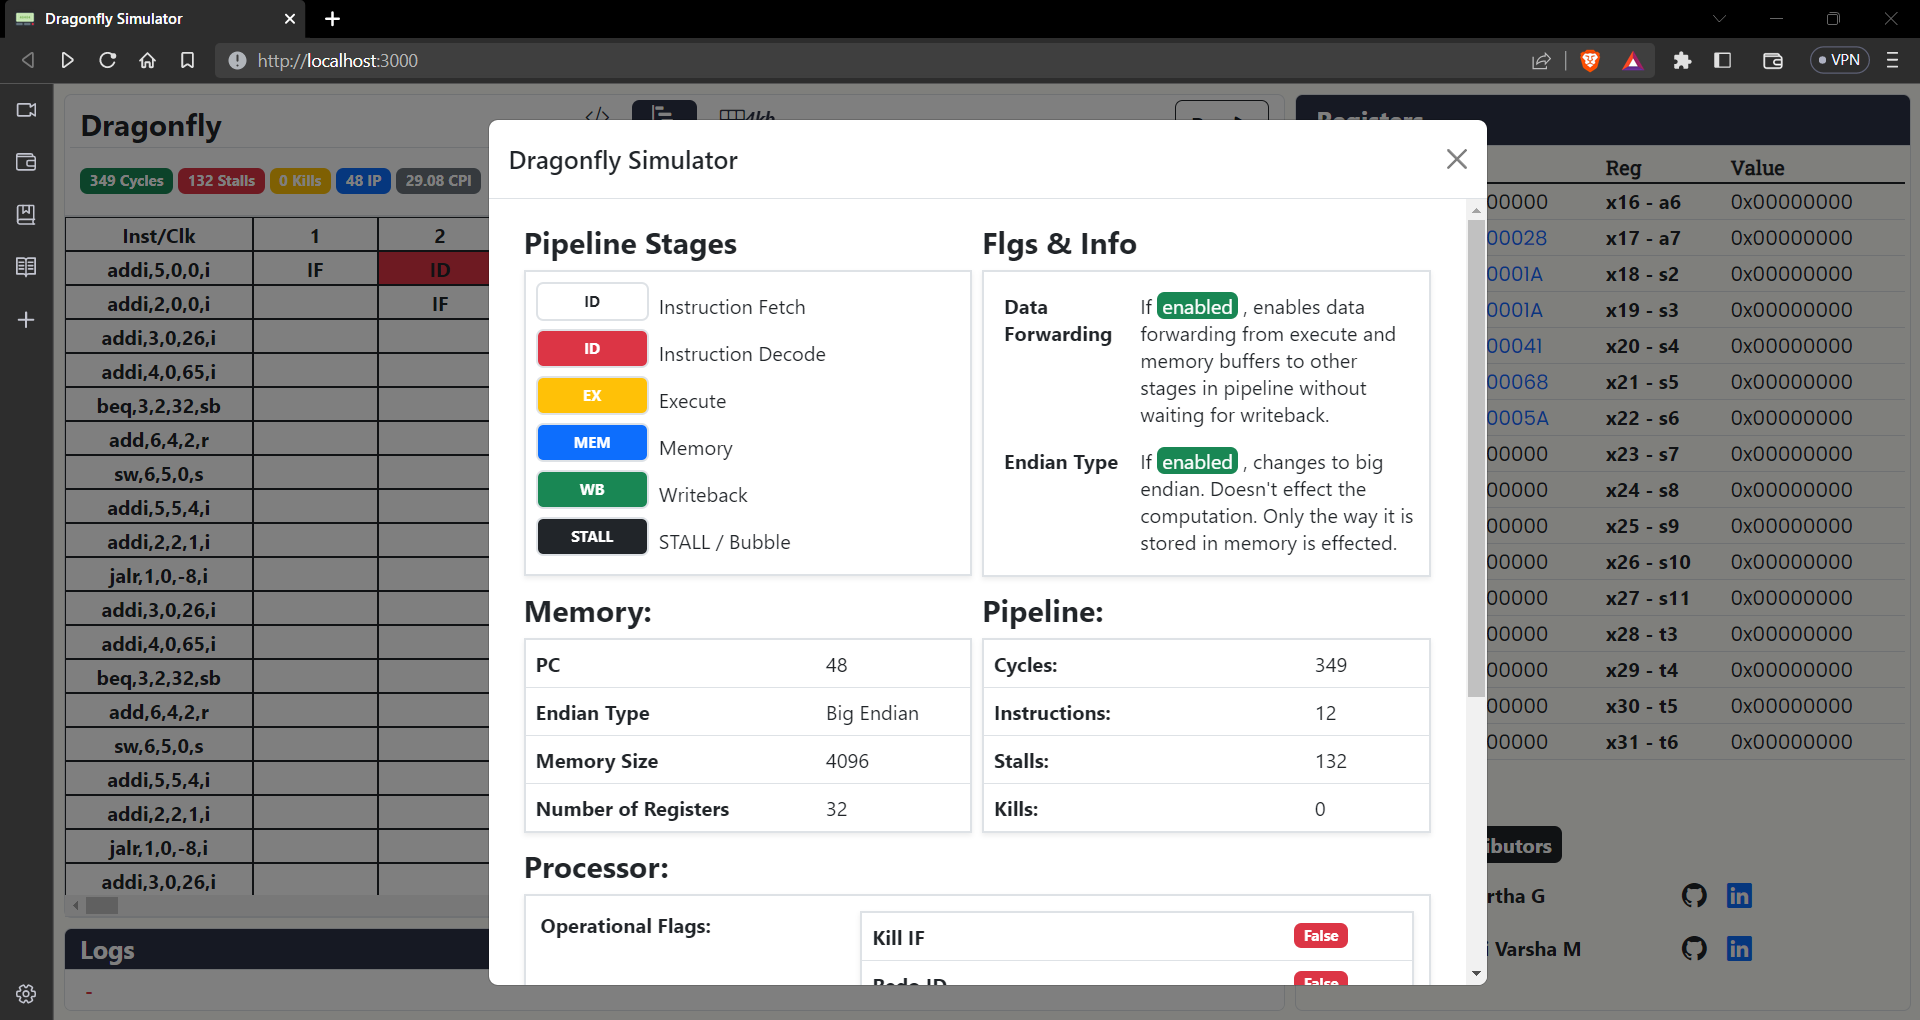 Dragonfly Simulator
http://localhost:3000
VPN
Dragonfly
4kb
349 Cycles 132 Stalls 0 Kills 48 IP 29.08 CPI
Inst/Clk 1 2
addi,5,0,0,i IF ID
addi,2,0,0,i IF
addi,3,0,26,i
addi,4,0,65,i
beq,3,2,32,sb
add,6,4,2,r
sw,6,5,0,s
addi,5,5,4,i
addi,2,2,1,i
jalr,1,0,-8,i
addi,3,0,26,i
addi,4,0,65,i
beq,3,2,32,sb
add,6,4,2,r
sw,6,5,0,s
addi,5,5,4,i
addi,2,2,1,i
jalr,1,0,-8,i
addi,3,0,26,i
Logs
-
Dragonfly Simulator
Pipeline Stages
ID Instruction Fetch
ID Instruction Decode
EX Execute
MEM Memory
WB Writeback
STALL STALL / Bubble
Flgs & Info
Data
Forwarding
If enabled , enables data
forwarding from execute and
memory buffers to other
stages in pipeline without
waiting for writeback.
Endian Type
If enabled , changes to big
endian. Doesn't effect the
computation. Only the way it is
stored in memory is effected.
Memory:
PC 48
Endian Type Big Endian
Memory Size 4096
Number of Registers 32
Pipeline:
Cycles: 349
Instructions: 12
Stalls: 132
Kills: 0
Processor:
Operational Flags:
Kill IF False
Redo ID False
Registers
Reg Value
00000 x16 - a6 0x00000000
00028 x17 - a7 0x00000000
0001A x18 - s2 0x00000000
0001A x19 - s3 0x00000000
00041 x20 - s4 0x00000000
00068 x21 - s5 0x00000000
0005A x22 - s6 0x00000000
00000 x23 - s7 0x00000000
00000 x24 - s8 0x00000000
00000 x25 - s9 0x00000000
00000 x26 - s10 0x00000000
00000 x27 - s11 0x00000000
00000 x28 - t3 0x00000000
00000 x29 - t4 0x00000000
00000 x30 - t5 0x00000000
00000 x31 - t6 0x00000000
ibutors
rtha G
i Varsha M